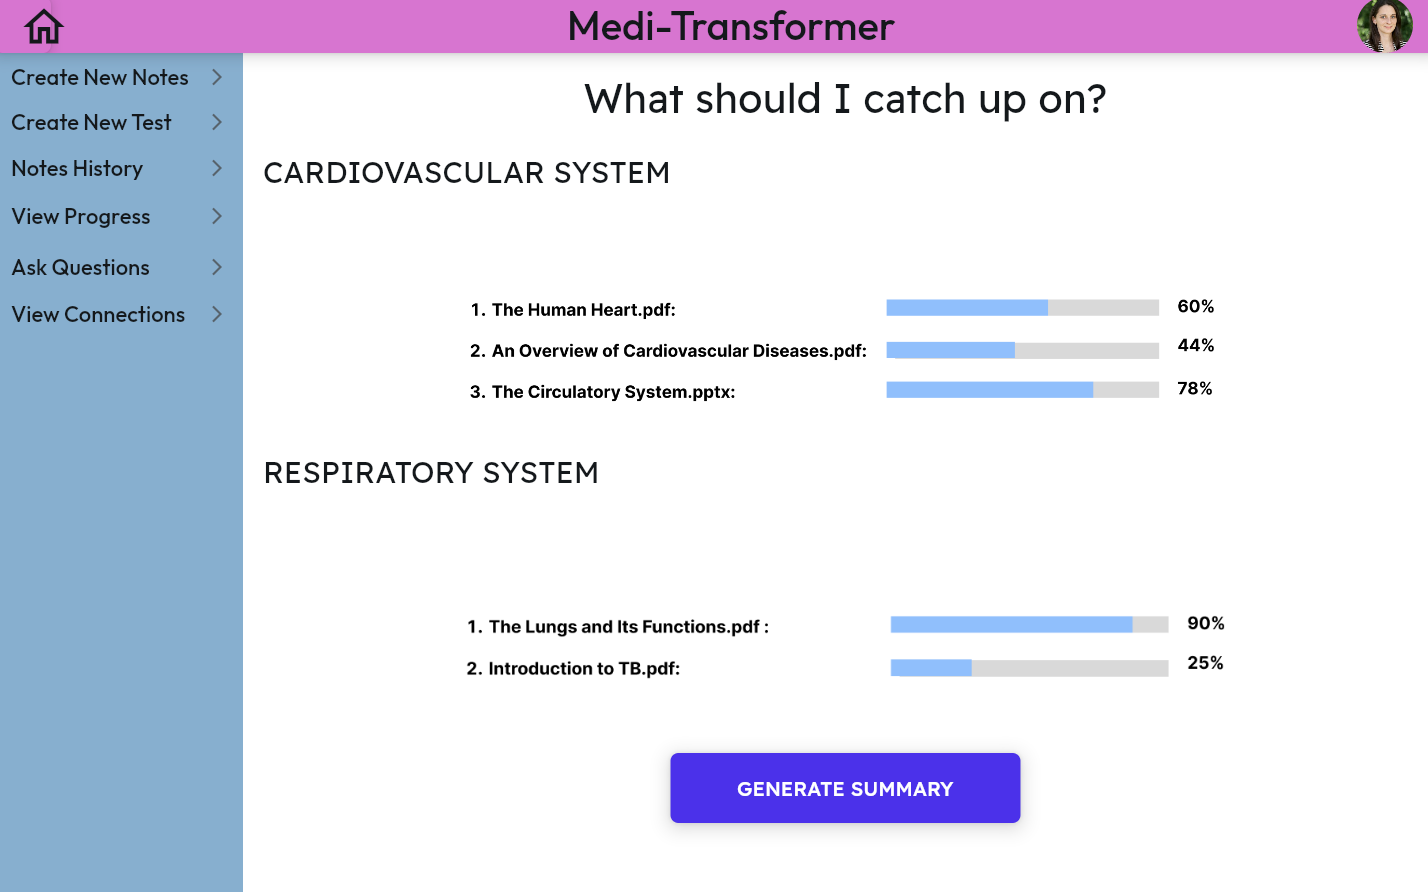 Medi-Transformer
Create New Notes
Create New Test
Notes History
View Progress
Ask Questions
View Connections
What should I catch up on?
CARDIOVASCULAR SYSTEM
1. The Human Heart.pdf: 60%
2. An Overview of Cardiovascular Diseases.pdf: 44%
3. The Circulatory System.pptx: 78%
RESPIRATORY SYSTEM
1. The Lungs and Its Functions.pdf : 90%
2. Introduction to TB.pdf: 25%
GENERATE SUMMARY